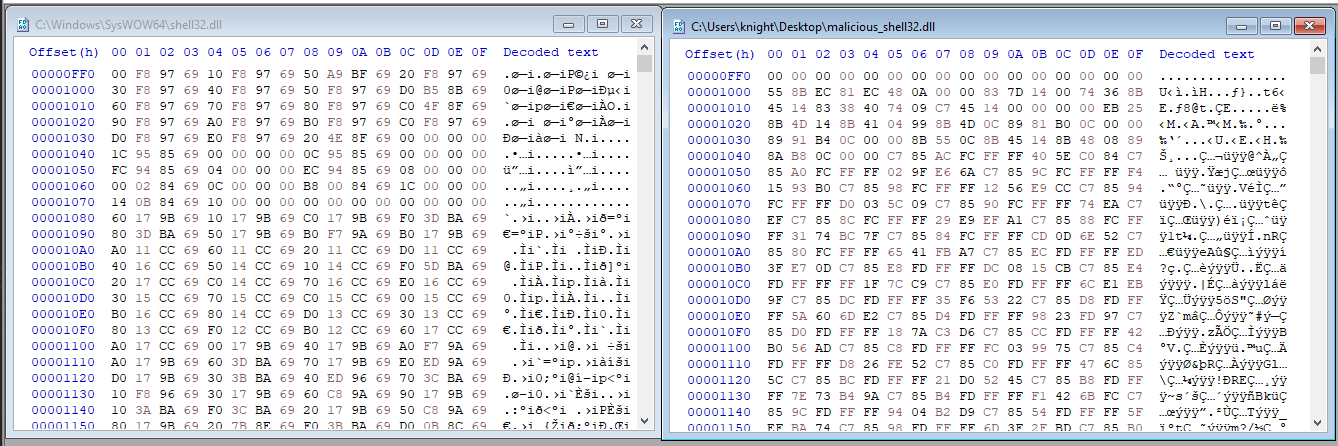 C:\Windows\SysWOW64\shell32.dll
Offset(h) 00 01 02 03 04 05 06 07 08 09 0A 0B 0C 0D 0E 0F Decoded text
00000FF0 00 F8 97 69 10 F8 97 69 50 A9 BF 69 20 F8 97 69 .ø—i.ø—iP©¿i ø—i
00001000 30 F8 97 69 40 F8 97 69 50 F8 97 69 D0 B5 8B 69 0ø—i@ø—iPø—iÐµ‹i
00001010 60 F8 97 69 70 F8 97 69 80 F8 97 69 C0 4F 8F 69 `ø—ipø—i€ø—iÀO.i
00001020 90 F8 97 69 A0 F8 97 69 B0 F8 97 69 C0 F8 97 69 .ø—i ø—i°ø—iÀø—i
00001030 D0 F8 97 69 E0 F8 97 69 20 4E 8F 69 00 00 00 00 Ðø—iàø—i N.i....
00001040 1C 95 85 69 00 00 00 00 0C 95 85 69 00 00 00 00 .•…i.....•…i....
00001050 FC 94 85 69 04 00 00 00 EC 94 85 69 08 00 00 00 ü”…i....ì”…i....
00001060 00 02 84 69 0C 00 00 00 B8 00 84 69 1C 00 00 00 ..„i....¸.„i....
00001070 14 0B 84 69 10 00 00 00 00 00 00 00 00 00 00 00 ..„i............
00001080 60 17 9B 69 10 17 9B 69 C0 17 9B 69 F0 3D BA 69 `.›i..›iÀ.›ið=ºi
00001090 80 3D BA 69 50 17 9B 69 B0 F7 9A 69 B0 17 9B 69 €=ºiP.›i°÷ši°.›i
000010A0 A0 11 CC 69 60 11 CC 69 20 11 CC 69 D0 11 CC 69  .Ìi`.Ìi .ÌiÐ.Ìi
000010B0 40 16 CC 69 50 14 CC 69 10 14 CC 69 F0 5D BA 69 @.ÌiP.Ìi..Ìið]ºi
000010C0 20 17 CC 69 C0 14 CC 69 70 16 CC 69 E0 16 CC 69  .ÌiÀ.Ìip.Ìià.Ìi
000010D0 30 15 CC 69 70 15 CC 69 C0 15 CC 69 00 15 CC 69 0.Ìip.ÌiÀ.Ìi..Ìi
000010E0 B0 16 CC 69 80 14 CC 69 D0 13 CC 69 30 13 CC 69 °.Ìi€.ÌiÐ.Ìi0.Ìi
000010F0 80 13 CC 69 F0 12 CC 69 B0 12 CC 69 60 17 CC 69 €.Ìið.Ìi°.Ìi`.Ìi
00001100 A0 17 CC 69 00 17 9B 69 40 17 9B 69 A0 F7 9A 69  .Ìi..›i@.›i ÷ši
00001110 A0 17 9B 69 60 3D BA 69 70 17 9B 69 E0 ED 9A 69  .›i`=ºip.›iàíši
00001120 D0 17 9B 69 30 3B BA 69 40 ED 96 69 70 3C BA 69 Ð.›i0;ºi@í–ip<ºi
00001130 10 F8 96 69 30 17 9B 69 60 C8 9A 69 90 17 9B 69 .ø–i0.›i`Èši..›i
00001140 10 3A BA 69 F0 3C BA 69 20 17 9B 69 50 C8 9A 69 .:ºið<ºi .›iPÈši
C:\Users\knight\Desktop\malicious_shell32.dll
Offset(h) 00 01 02 03 04 05 06 07 08 09 0A 0B 0C 0D 0E 0F Decoded text
00000FF0 00 00 00 00 00 00 00 00 00 00 00 00 00 00 00 00 ................
00001000 55 8B EC 81 EC 48 0A 00 00 83 7D 14 00 74 36 8B U‹ì.ìH...ƒ}..t6‹
00001010 45 14 83 38 40 74 09 C7 45 14 00 00 00 00 EB 25 E.ƒ8@t.ÇE.....ë%
00001020 8B 4D 14 8B 41 04 99 8B 4D 0C 89 81 B0 0C 00 00 ‹M.‹A.™‹M.‰.°...
00001030 89 91 B4 0C 00 00 8B 55 0C 8B 45 14 8B 48 08 89 ‰‘´...‹U.‹E.‹H.‰
00001040 8A B8 0C 00 00 C7 85 AC FC FF FF 40 5E C0 84 C7 Š¸...Ç…¬üÿÿ@^À„Ç
00001050 85 A0 FC FF FF 02 9F E6 6A C7 85 9C FC FF FF F4 … üÿÿ.ŸæjÇ…œüÿÿô
00001060 15 93 B0 C7 85 98 FC FF FF 12 56 E9 CC C7 85 94 .“°Ç…˜üÿÿ.VéÌÇ…”
00001070 FC FF FF D0 03 5C 09 C7 85 90 FC FF FF 74 EA C7 üÿÿÐ.\.Ç….üÿÿtêÇ
00001080 EF C7 85 8C FC FF FF 29 E9 EF A1 C7 85 88 FC FF ïÇ…Œüÿÿ)éï¡Ç…ˆüÿ
00001090 FF 31 74 BC 7F C7 85 84 FC FF FF CD 0D 6E 52 C7 ÿ1t¼.Ç…„üÿÿÍ.nRÇ
000010A0 85 80 FC FF FF 65 41 FB A7 C7 85 EC FD FF FF ED …€üÿÿeAû§Ç…ìýÿÿí
000010B0 3F E7 0D C7 85 E8 FD FF FF DC 08 15 CB C7 85 E4 ?ç.Ç…èýÿÿÜ..ËÇ…ä
000010C0 FD FF FF FF 1F 7C C9 C7 85 E0 FD FF FF 6C E1 EB ýÿÿÿ.|ÉÇ…àýÿÿláë
000010D0 9F C7 85 DC FD FF FF 35 F6 53 22 C7 85 D8 FD FF ŸÇ…Üýÿÿ5öS"Ç…Øýÿ
000010E0 FF 5A 60 6D E2 C7 85 D4 FD FF FF 98 23 FD 97 C7 ÿZ`mâÇ…Ôýÿÿ˜#ý—Ç
000010F0 85 D0 FD FF FF 18 7A C3 D6 C7 85 CC FD FF FF 42 …Ðýÿÿ.zÃÖÇ…ÌýÿÿB
00001100 B0 56 AD C7 85 C8 FD FF FF FC 03 99 75 C7 85 C4 °V.Ç…Èýÿÿü.™uÇ…Ä
00001110 FD FF FF D8 26 FE 52 C7 85 C0 FD FF FF 47 6C 85 ýÿÿØ&þRÇ…ÀýÿÿGl…
00001120 5C C7 85 BC FD FF FF 21 D0 52 45 C7 85 B8 FD FF \Ç…¼ýÿÿ!ÐREÇ…¸ýÿ
00001130 FF 7E 73 B4 9A C7 85 B4 FD FF FF F1 42 6B FC C7 ÿ~s´šÇ…´ýÿÿñBküÇ
00001140 85 9C FD FF FF 94 04 B2 D9 C7 85 54 FD FF FF 5F …œýÿÿ”.²ÙÇ…Týÿÿ_